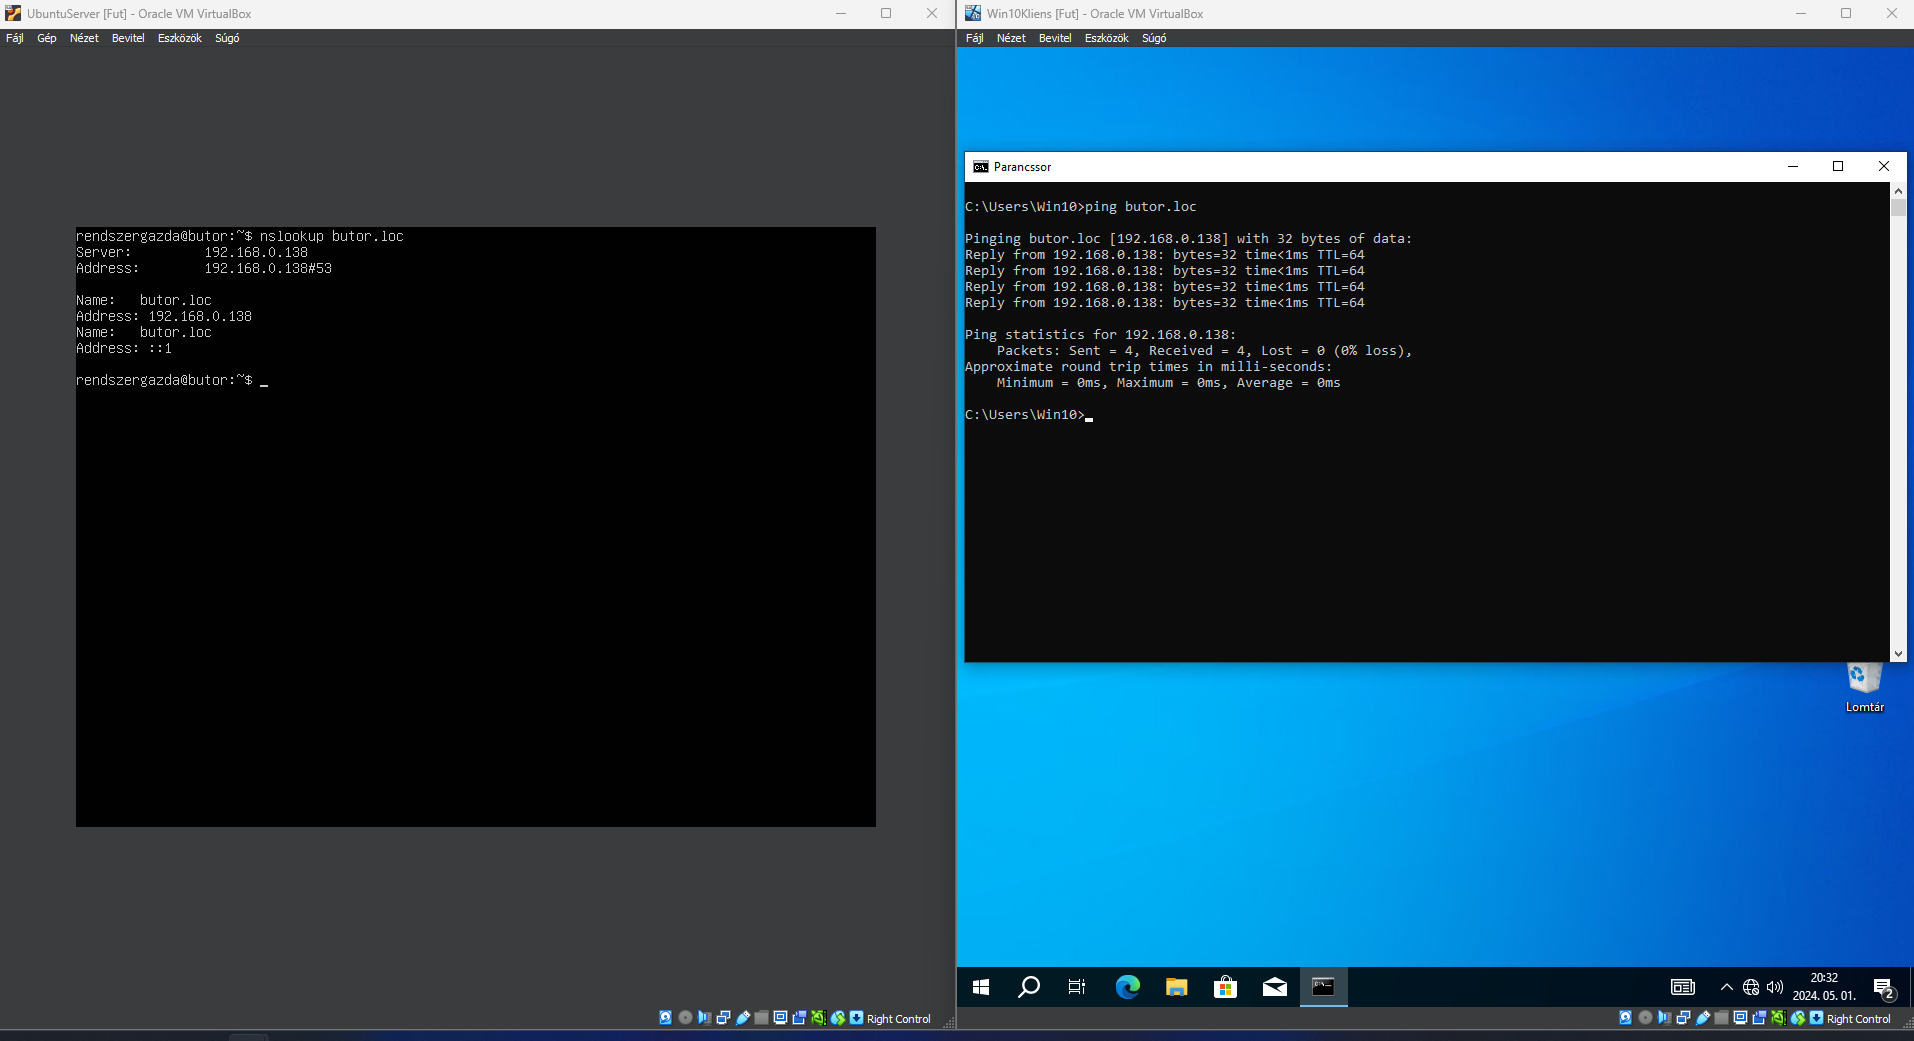 UbuntuServer [Fut] - Oracle VM VirtualBox
Fájl Gép Nézet Bevitel Eszközök Súgó
rendszergazda@butor:~$ nslookup butor.loc
Server: 192.168.0.138
Address: 192.168.0.138#53
Name: butor.loc
Address: 192.168.0.138
Name: butor.loc
Address: ::1
rendszergazda@butor:~$ _
Right Control
Win10Kliens [Fut] - Oracle VM VirtualBox
Fájl Nézet Bevitel Eszközök Súgó
Parancssor
C:\Users\Win10>ping butor.loc
Pinging butor.loc [192.168.0.138] with 32 bytes of data:
Reply from 192.168.0.138: bytes=32 time<1ms TTL=64
Reply from 192.168.0.138: bytes=32 time<1ms TTL=64
Reply from 192.168.0.138: bytes=32 time<1ms TTL=64
Reply from 192.168.0.138: bytes=32 time<1ms TTL=64
Ping statistics for 192.168.0.138:
Packets: Sent = 4, Received = 4, Lost = 0 (0% loss),
Approximate round trip times in milli-seconds:
Minimum = 0ms, Maximum = 0ms, Average = 0ms
C:\Users\Win10>
Lomtár
20:32
2024. 05. 01.
2
Right Control